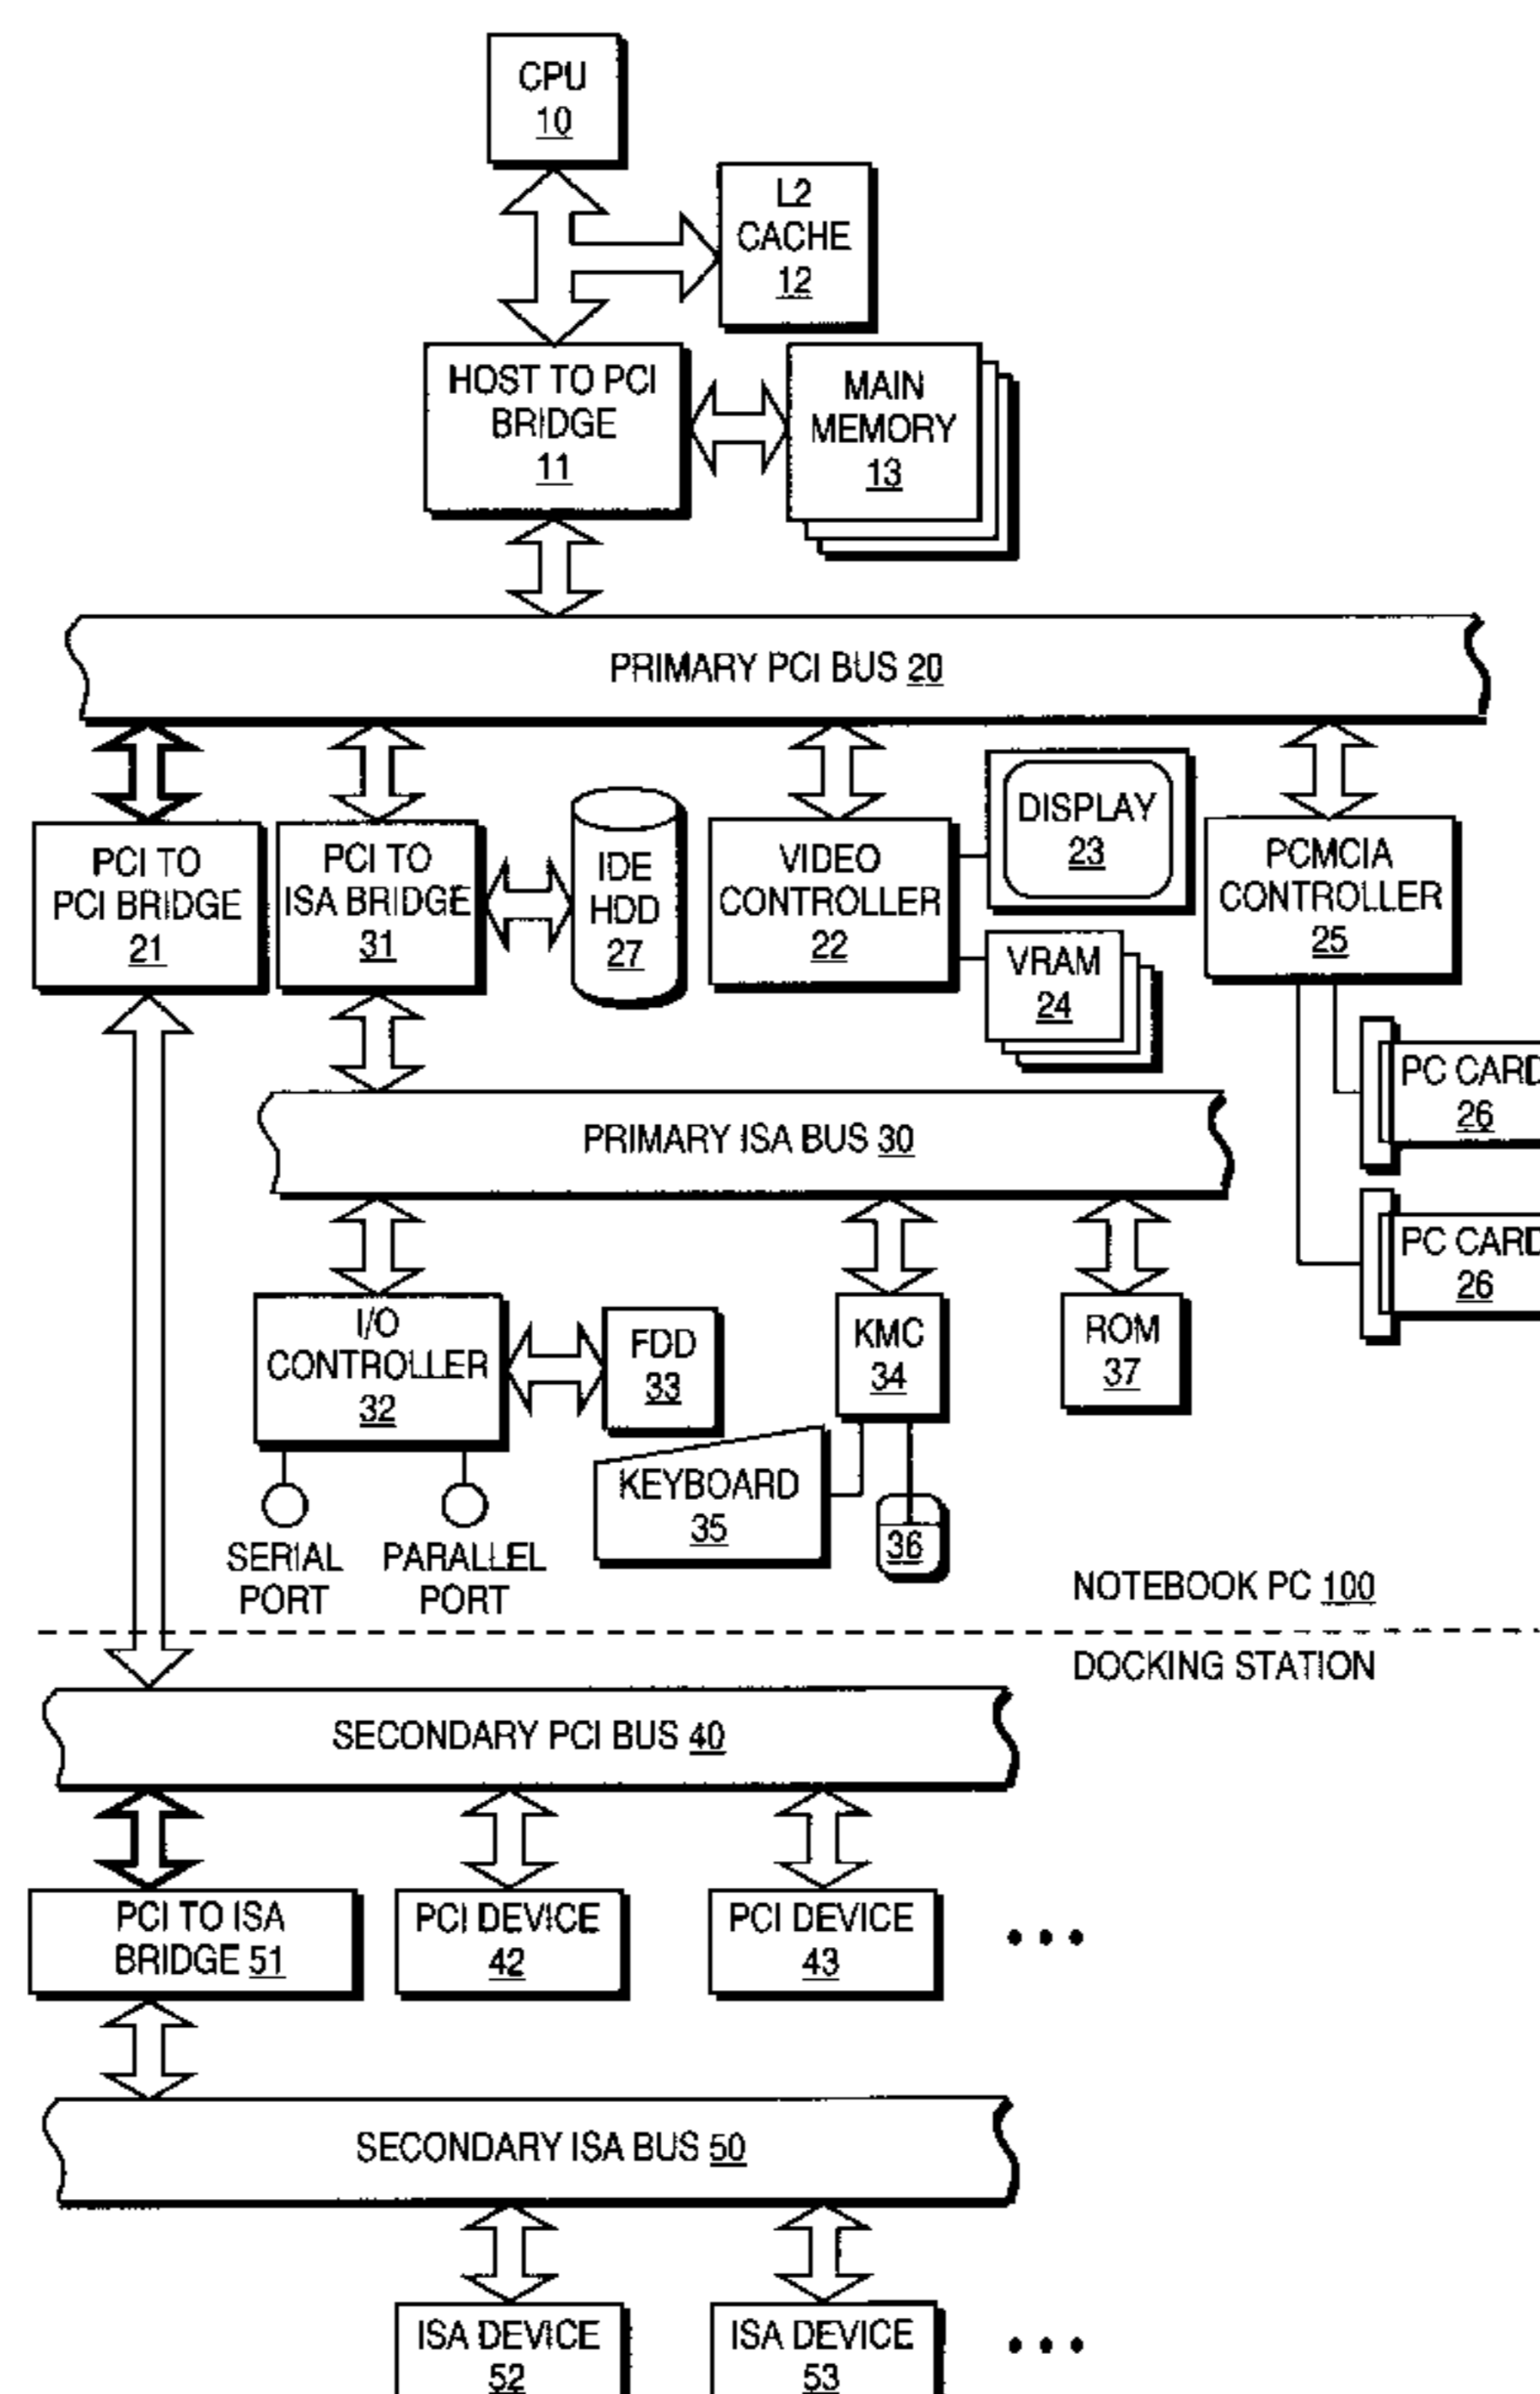 CPU
10
L2
CACHE
12
HOST TO PCI
BRIDGE
11
MAIN
MEMORY
13
PRIMARY PCI BUS 20
PCI TO
PCI BRIDGE
21
PCI TO
ISA BRIDGE
31
IDE
HDD
27
VIDEO
CONTROLLER
22
DISPLAY
23
VRAM
24
PCMCIA
CONTROLLER
25
PC CARD
26
PRIMARY ISA BUS 30
PC CARD
26
I/O
CONTROLLER
32
FDD
33
KMC
34
ROM
37
KEYBOARD
35
36
SERIAL
PORT
PARALLEL
PORT
NOTEBOOK PC 100
DOCKING STATION
SECONDARY PCI BUS 40
PCI TO ISA
BRIDGE 51
PCI DEVICE
42
PCI DEVICE
43
• • •
SECONDARY ISA BUS 50
ISA DEVICE
52
ISA DEVICE
53
• • •